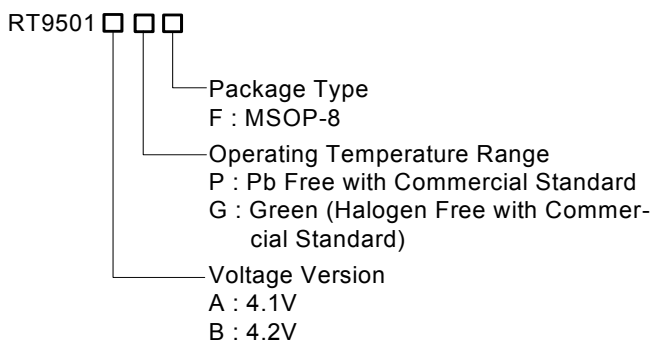 RT9501
Package Type
F : MSOP-8
Operating Temperature Range
P : Pb Free with Commercial Standard
G : Green (Halogen Free with Commer-
cial Standard)
Voltage Version
A : 4.1V
B : 4.2V